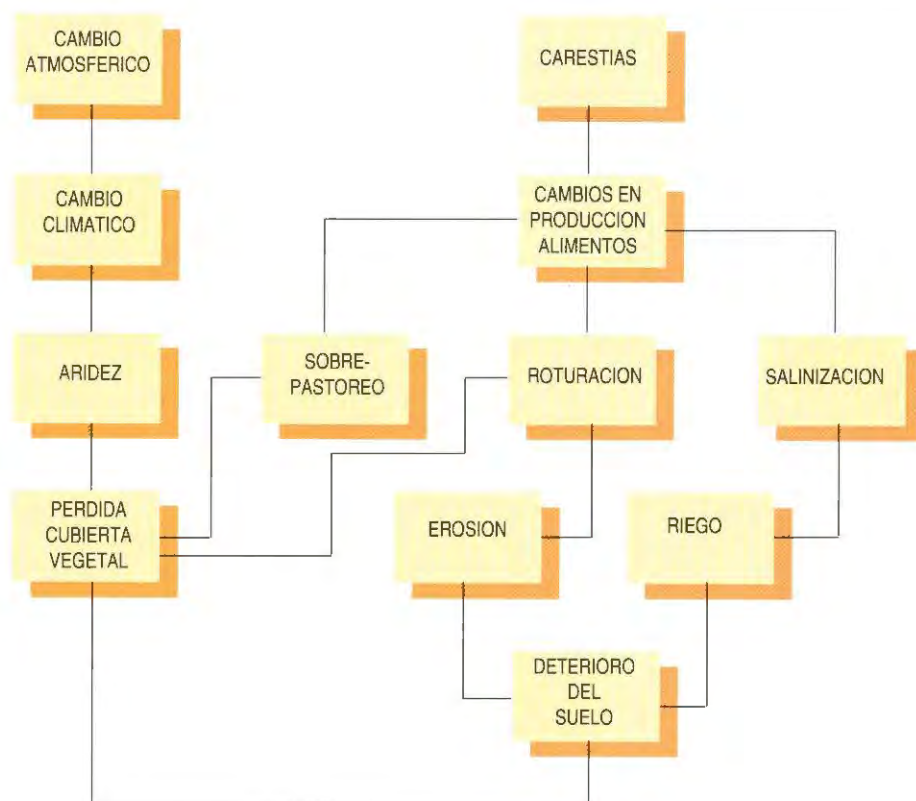 CAMBIO
ATMOSFERICO
CARESTIAS
CAMBIO
CLIMATICO
CAMBIOS EN
PRODUCCION
ALIMENTOS
ARIDEZ
SOBRE-
PASTOREO
ROTURACION
SALINIZACION
PERDIDA
CUBIERTA
VEGETAL
EROSION
RIEGO
DETERIORO
DEL
SUELO